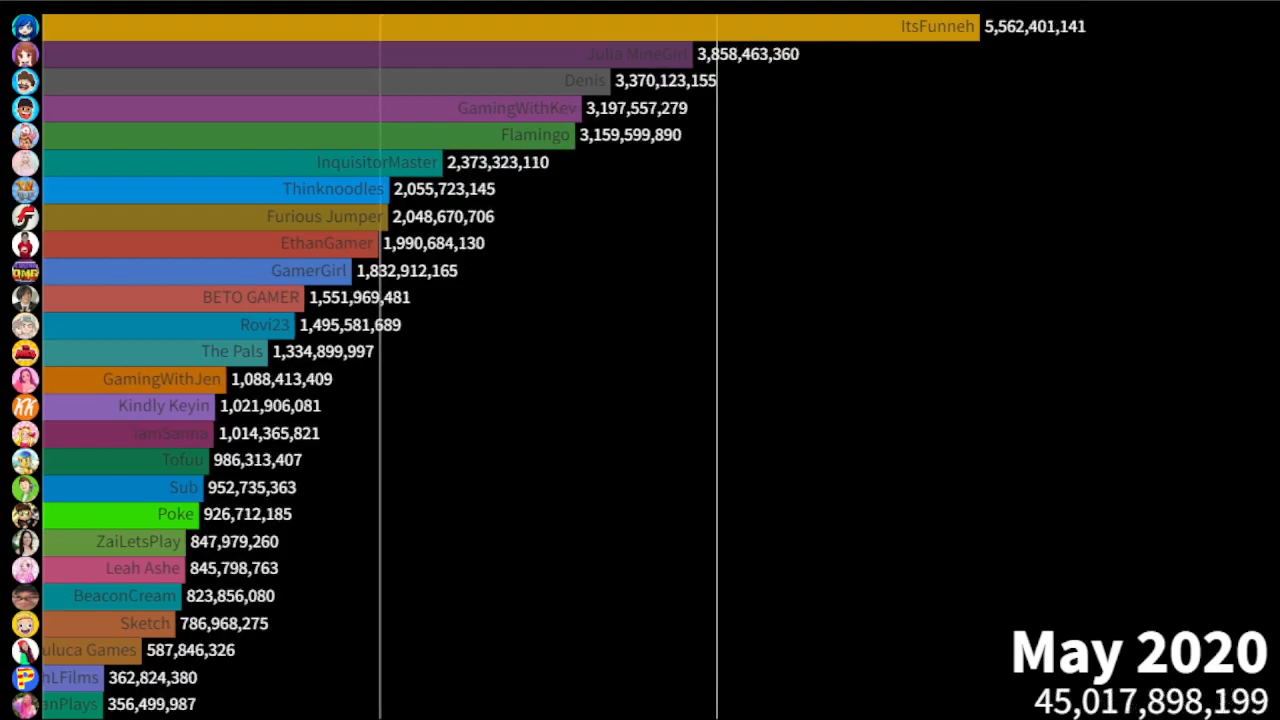 ItsFunneh 5,562,401,141
Julia MineGirl 3,858,463,360
Denis 3,370,123,155
GamingWithKev 3,197,557,279
Flamingo 3,159,599,890
InquisitorMaster 2,373,323,110
Thinknoodles 2,055,723,145
Furious Jumper 2,048,670,706
EthanGamer 1,990,684,130
GamerGirl 1,832,912,165
BETO GAMER 1,551,969,481
Rovi23 1,495,581,689
The Pals 1,334,899,997
GamingWithJen 1,088,413,409
Kindly Keyin 1,021,906,081
iamSanna 1,014,365,821
Tofuu 986,313,407
Sub 952,735,363
Poke 926,712,185
ZaiLetsPlay 847,979,260
Leah Ashe 845,798,763
BeaconCream 823,856,080
Sketch 786,968,275
uluca Games 587,846,326
hLFilms 362,824,380
anPlays 356,499,987
May 2020
45,017,898,199